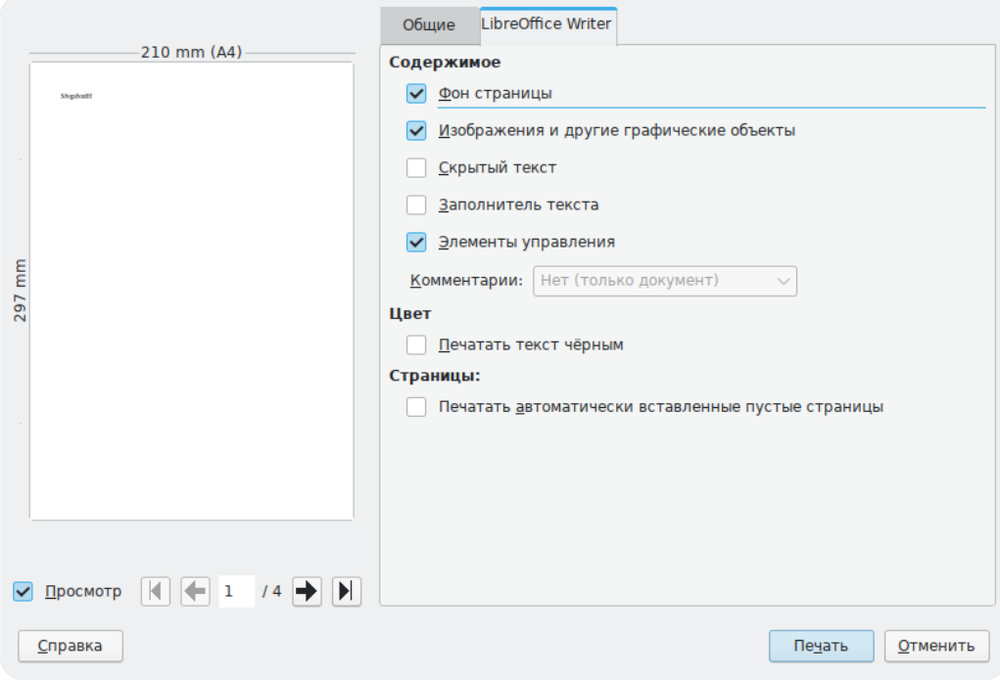 Общие
LibreOffice Writer
210 mm (A4)
297 mm
Содержимое
Фон страницы
Изображения и другие графические объекты
Скрытый текст
Заполнитель текста
Элементы управления
Комментарии: Нет (только документ)
Цвет
Печатать текст чёрным
Страницы:
Печатать автоматически вставленные пустые страницы
Просмотр 1 / 4
Справка
Печать
Отменить